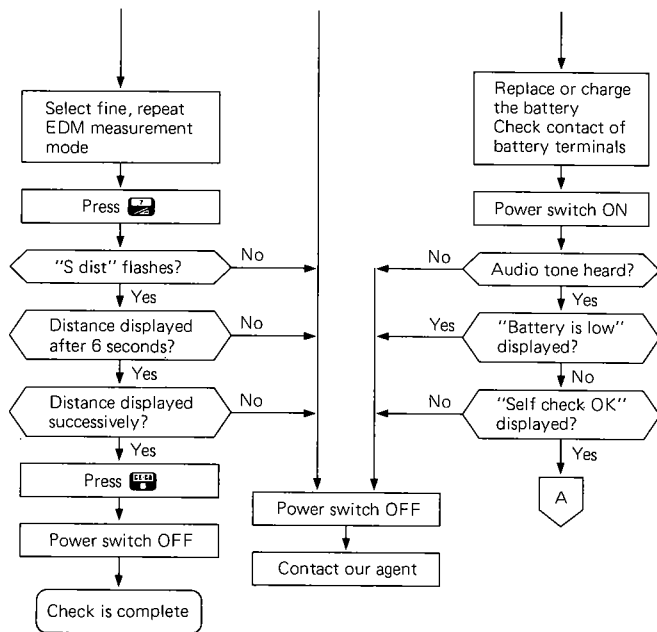 Select fine, repeat
EDM measurement
mode
Press
"S dist" flashes?
No
Yes
Distance displayed
after 6 seconds?
No
Yes
Distance displayed
successively?
No
Yes
Press
Power switch OFF
Check is complete
Power switch OFF
Contact our agent
Replace or charge
the battery
Check contact of
battery terminals
Power switch ON
No
Audio tone heard?
Yes
Yes
"Battery is low"
displayed?
No
No
"Self check OK"
displayed?
Yes
A